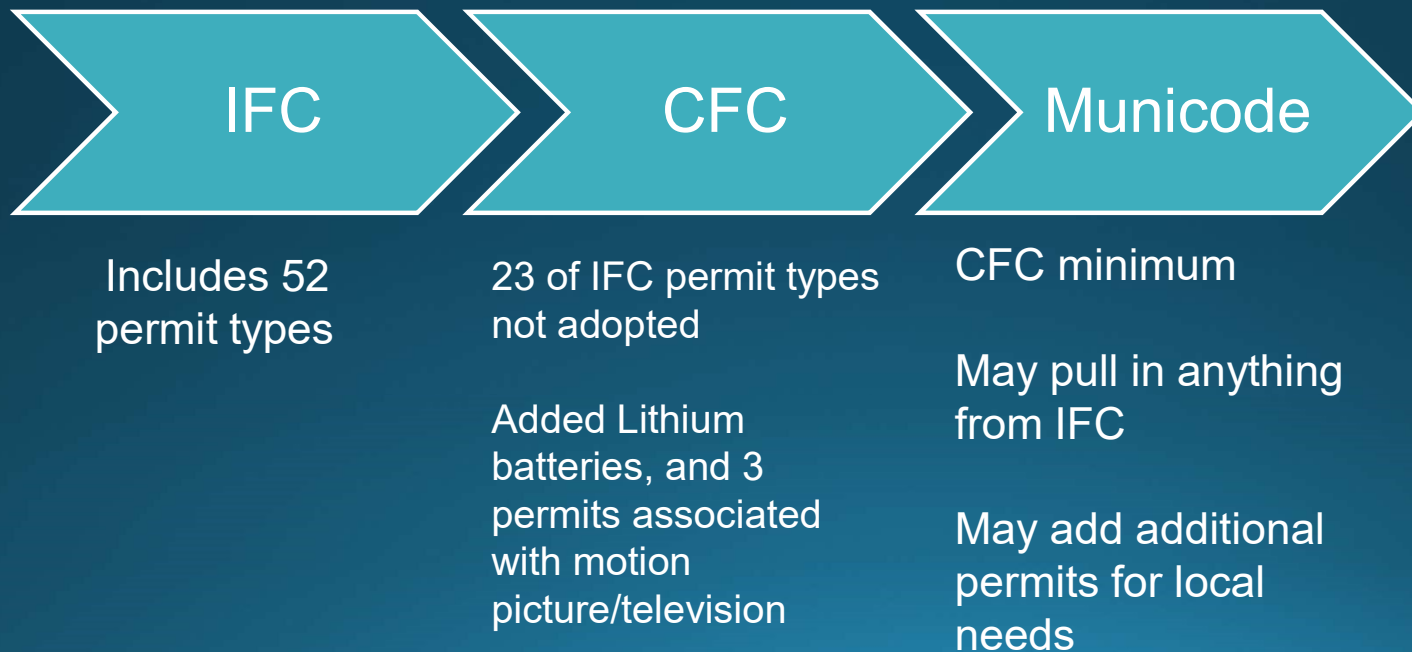 IFC
CFC
Municode
Includes 52
permit types
23 of IFC permit types
not adopted
Added Lithium
batteries, and 3
permits associated
with motion
picture/television
CFC minimum
May pull in anything
from IFC
May add additional
permits for local
needs